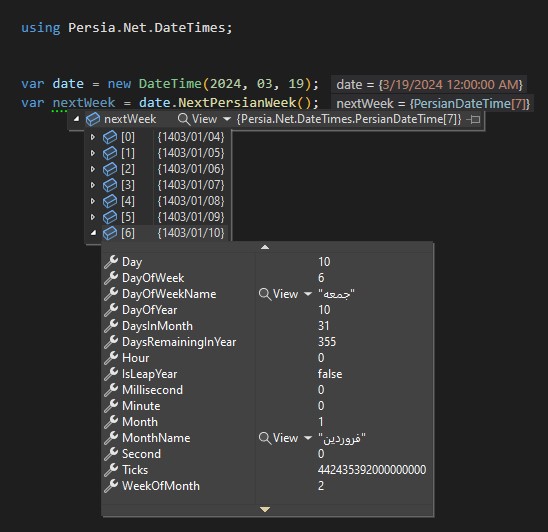 using Persia.Net.DateTimes;
var date = new DateTime(2024, 03, 19); date = {3/19/2024 12:00:00 AM}
var nextWeek = date.NextPersianWeek(); nextWeek = {PersianDateTime[7]}
nextWeek View {Persia.Net.DateTimes.PersianDateTime[7]}
[0] {1403/01/04}
[1] {1403/01/05}
[2] {1403/01/06}
[3] {1403/01/07}
[4] {1403/01/08}
[5] {1403/01/09}
[6] {1403/01/10}
Day 10
DayOfWeek 6
DayOfWeekName View "جمعه"
DayOfYear 10
DaysInMonth 31
DaysRemainingInYear 355
Hour 0
IsLeapYear false
Millisecond 0
Minute 0
Month 1
MonthName View "فروردین"
Second 0
Ticks 442435392000000000
WeekOfMonth 2